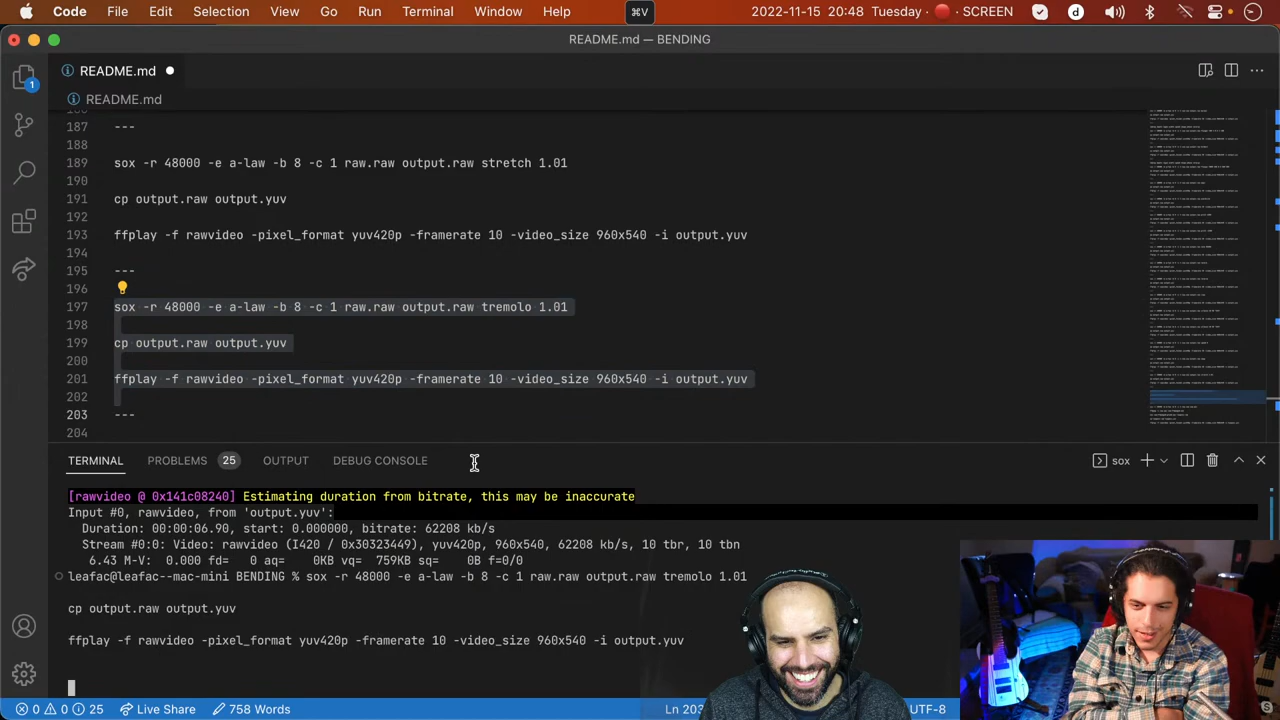 Code File Edit Selection View Go Run Terminal Window Help ⌘V 2022-11-15 20:48 Tuesday SCREEN
README.md — BENDING
README.md
README.md
187 ---
188
189 sox -r 48000 -e a-law -b 8 -c 1 raw.raw output.raw stretch 1.01
190
191 cp output.raw output.yuv
192
193 ffplay -f rawvideo -pixel_format yuv420p -framerate 10 -video_size 960x540 -i output.yuv
194
195 ---
196
197 sox -r 48000 -e a-law -b 8 -c 1 raw.raw output.raw tremolo 1.01
198
199 cp output.raw output.yuv
200
201 ffplay -f rawvideo -pixel_format yuv420p -framerate 10 -video_size 960x540 -i output.yuv
202
203 ---
204
TERMINAL PROBLEMS 25 OUTPUT DEBUG CONSOLE sox
[rawvideo @ 0x141c08240] Estimating duration from bitrate, this may be inaccurate
Input #0, rawvideo, from 'output.yuv':
Duration: 00:00:06.90, start: 0.000000, bitrate: 62208 kb/s
Stream #0:0: Video: rawvideo (I420 / 0x30323449), yuv420p, 960x540, 62208 kb/s, 10 tbr, 10 tbn
6.43 M-V: 0.000 fd= 0 aq= 0KB vq= 759KB sq= 0B f=0/0
leafac@leafac--mac-mini BENDING % sox -r 48000 -e a-law -b 8 -c 1 raw.raw output.raw tremolo 1.01
cp output.raw output.yuv
ffplay -f rawvideo -pixel_format yuv420p -framerate 10 -video_size 960x540 -i output.yuv
0 0 25 Live Share 758 Words Ln 203 UTF-8